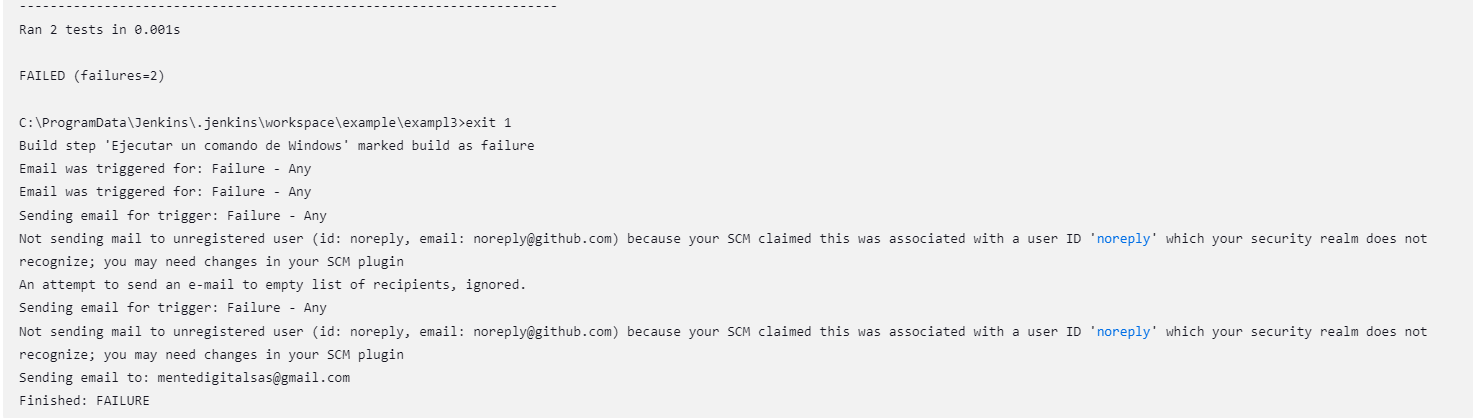 ----------------------------------------------------------------------
Ran 2 tests in 0.001s
FAILED (failures=2)
C:\ProgramData\Jenkins\.jenkins\workspace\example\exampl3>exit 1
Build step 'Ejecutar un comando de Windows' marked build as failure
Email was triggered for: Failure - Any
Email was triggered for: Failure - Any
Sending email for trigger: Failure - Any
Not sending mail to unregistered user (id: noreply, email: noreply@github.com) because your SCM claimed this was associated with a user ID 'noreply' which your security realm does not
recognize; you may need changes in your SCM plugin
An attempt to send an e-mail to empty list of recipients, ignored.
Sending email for trigger: Failure - Any
Not sending mail to unregistered user (id: noreply, email: noreply@github.com) because your SCM claimed this was associated with a user ID 'noreply' which your security realm does not
recognize; you may need changes in your SCM plugin
Sending email to: mentedigitalsas@gmail.com
Finished: FAILURE